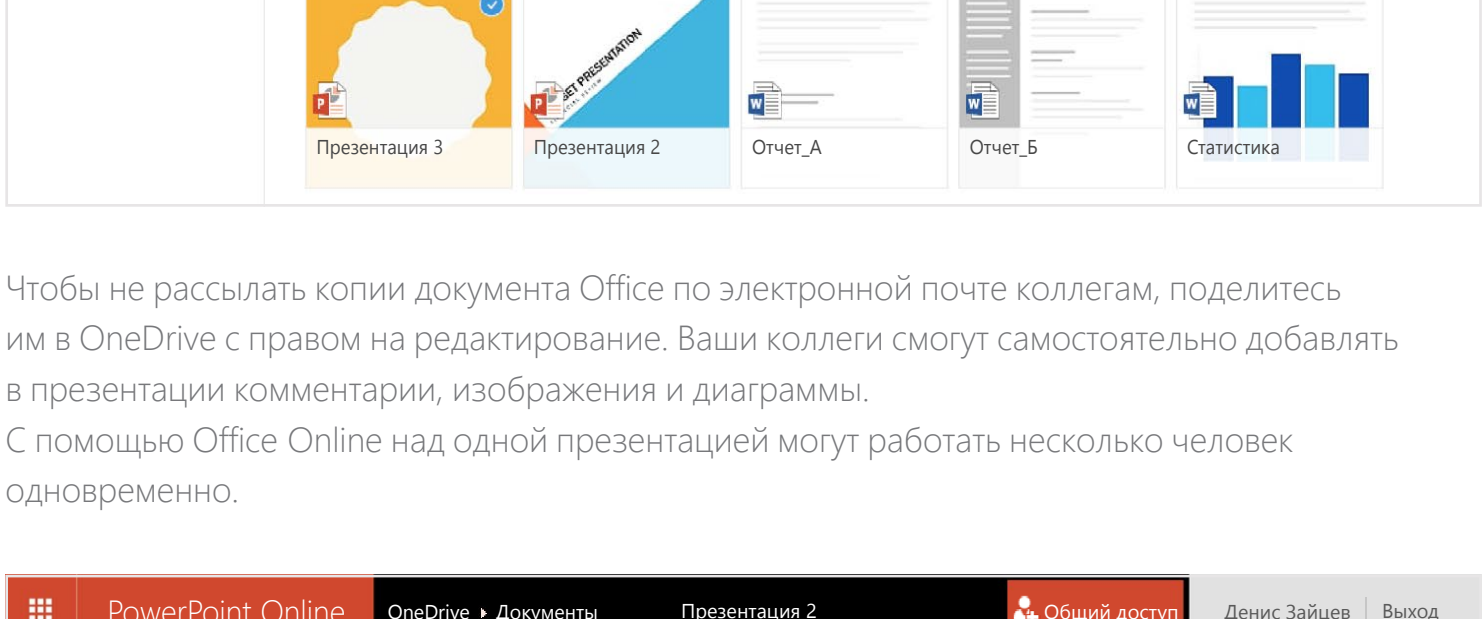 SET PRESENTATION
Презентация 3
Презентация 2
Отчет_А
Отчет_Б
Статистика
Чтобы не рассылать копии документа Office по электронной почте коллегам, поделитесь
им в OneDrive с правом на редактирование. Ваши коллеги смогут самостоятельно добавлять
в презентации комментарии, изображения и диаграммы.
С помощью Office Online над одной презентацией могут работать несколько человек
одновременно.
PowerPoint Online OneDrive Документы Презентация 2 Общий доступ Денис Зайцев Выход